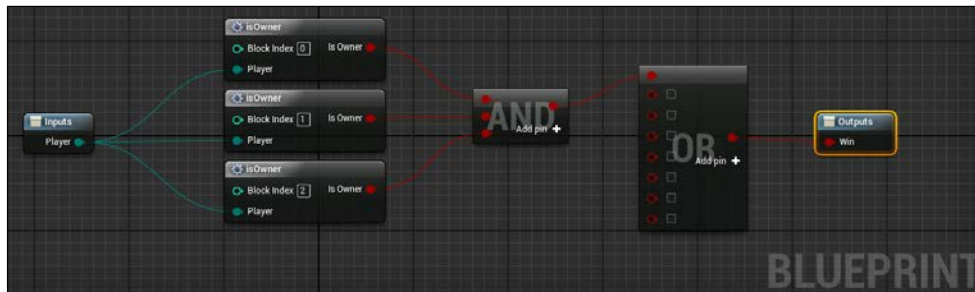 isOwner
Block Index 0 Is Owner
Player
isOwner
Block Index 1 Is Owner
Player
isOwner
Block Index 2 Is Owner
Player
Inputs
Player
AND
Add pin +
OR
Add pin +
Outputs
Win
BLUEPRINT